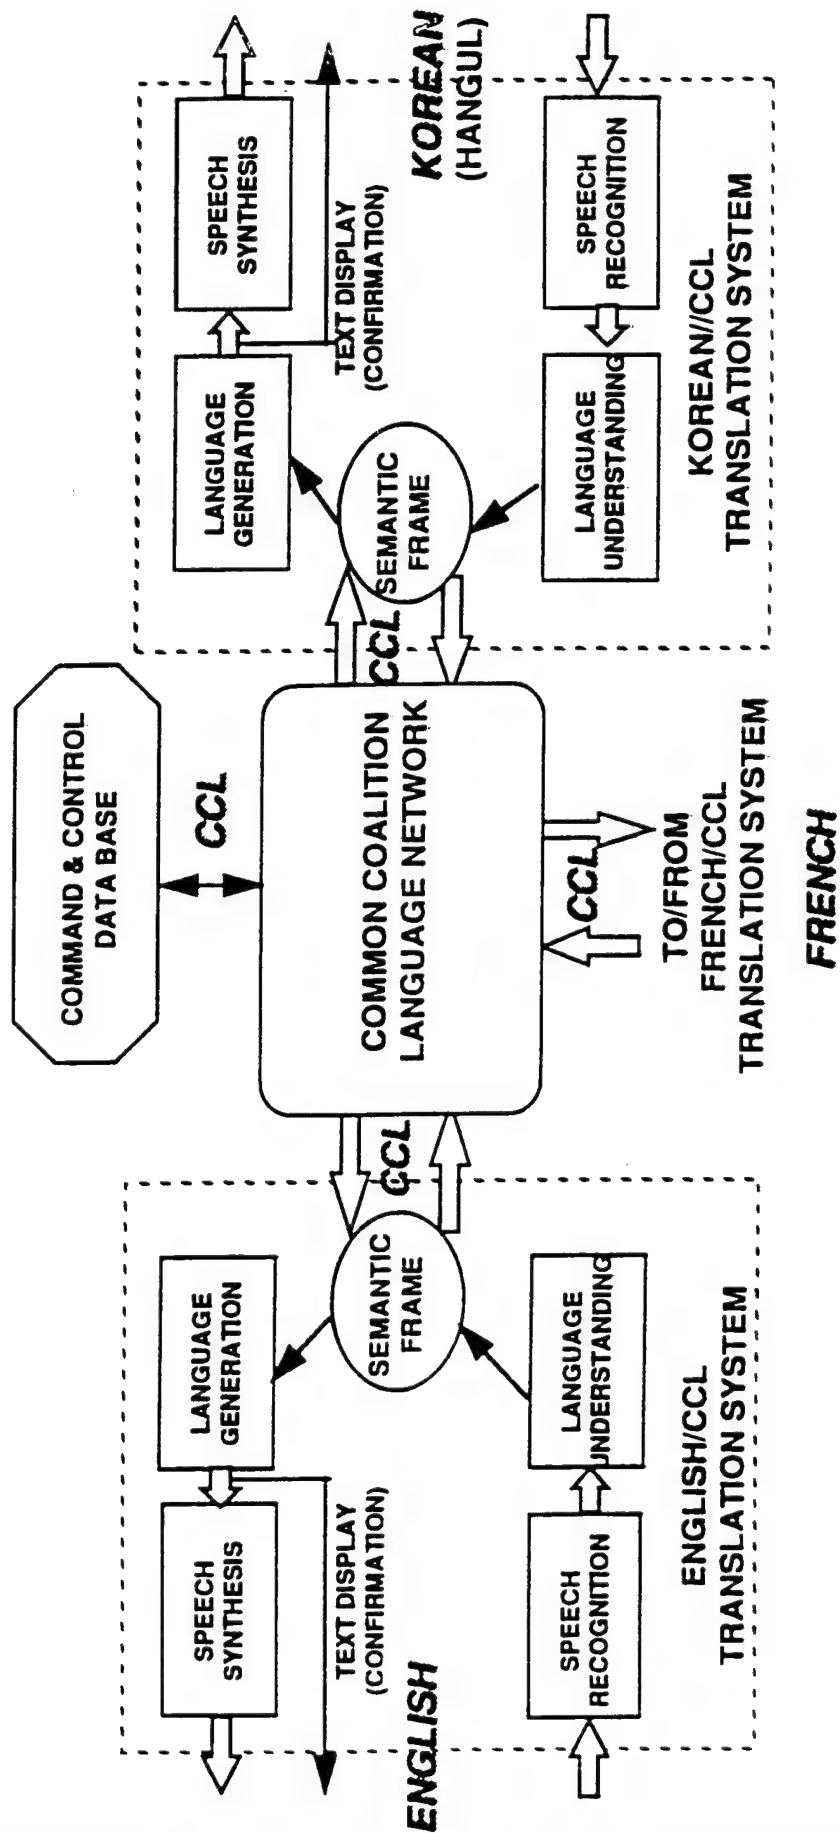 COMMAND & CONTROL
DATA BASE
CCL
COMMON COALITION
LANGUAGE NETWORK
CCL
CCL
CCL
TO/FROM
FRENCH/CCL
TRANSLATION SYSTEM
FRENCH
SPEECH
SYNTHESIS
LANGUAGE
GENERATION
TEXT DISPLAY
(CONFIRMATION)
SEMANTIC
FRAME
ENGLISH
SPEECH
RECOGNITION
LANGUAGE
UNDERSTANDING
ENGLISH/CCL
TRANSLATION SYSTEM
LANGUAGE
GENERATION
SPEECH
SYNTHESIS
TEXT DISPLAY
(CONFIRMATION)
SEMANTIC
FRAME
KOREAN
(HANGUL)
LANGUAGE
UNDERSTANDING
SPEECH
RECOGNITION
KOREAN//CCL
TRANSLATION SYSTEM